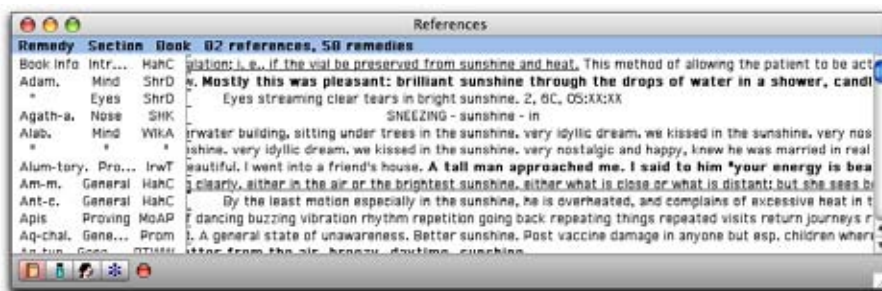 References
Remedy Section Book 82 references, 50 remedies
Book Info Intr... HahC olation; i. e., if the vial be preserved from sunshine and heat. This method of allowing the patient to be act
Adam. Mind ShrD w. Mostly this was pleasant: brilliant sunshine through the drops of water in a shower, candl
" Eyes ShrD Eyes streaming clear tears in bright sunshine. 2, 6C, 05:XX:XX
Agath-a. Nose SHK SNEEZING - sunshine - in
Alab. Mind WIkA erwater building, sitting under trees in the sunshine. very idyllic dream. we kissed in the sunshine. very nos
" " " shine. very idyllic dream. we kissed in the sunshine. very nostalgic and happy, knew he was married in real
Alum-tory. Pro... IrwT eautiful. I went into a friend's house. A tall man approached me. I said to him "your energy is bea
Am-m. General HahC g clearly, either in the air or the brightest sunshine, either what is close or what is distant; but she sees b
Ant-c. General HahC By the least motion especially in the sunshine, he is overheated, and complains of excessive heat in t
Apis Proving MoAP f dancing buzzing vibration rhythm repetition going back repeating things repeated visits return journeys r
Aq-chal. Gene... Prom t. A general state of unawareness. Better sunshine. Post vaccine damage in anyone but esp. children wher
from the air, breezy, daytime, sunshine